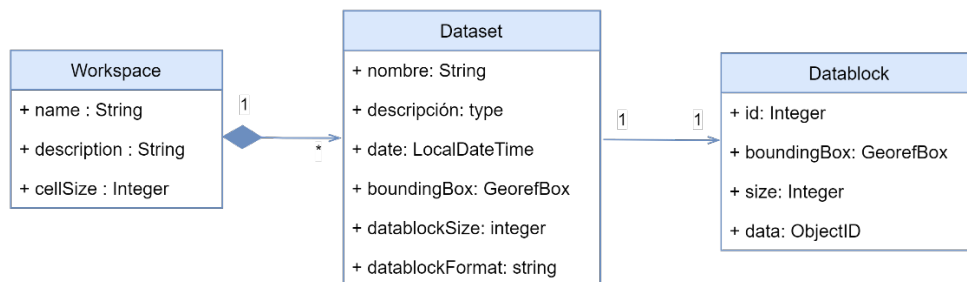 Workspace
+ name : String
+ description : String
+ cellSize : Integer
1
*
Dataset
+ nombre: String
+ descripción: type
+ date: LocalDateTime
+ boundingBox: GeorefBox
+ datablockSize: integer
+ datablockFormat: string
1
1
Datablock
+ id: Integer
+ boundingBox: GeorefBox
+ size: Integer
+ data: ObjectID